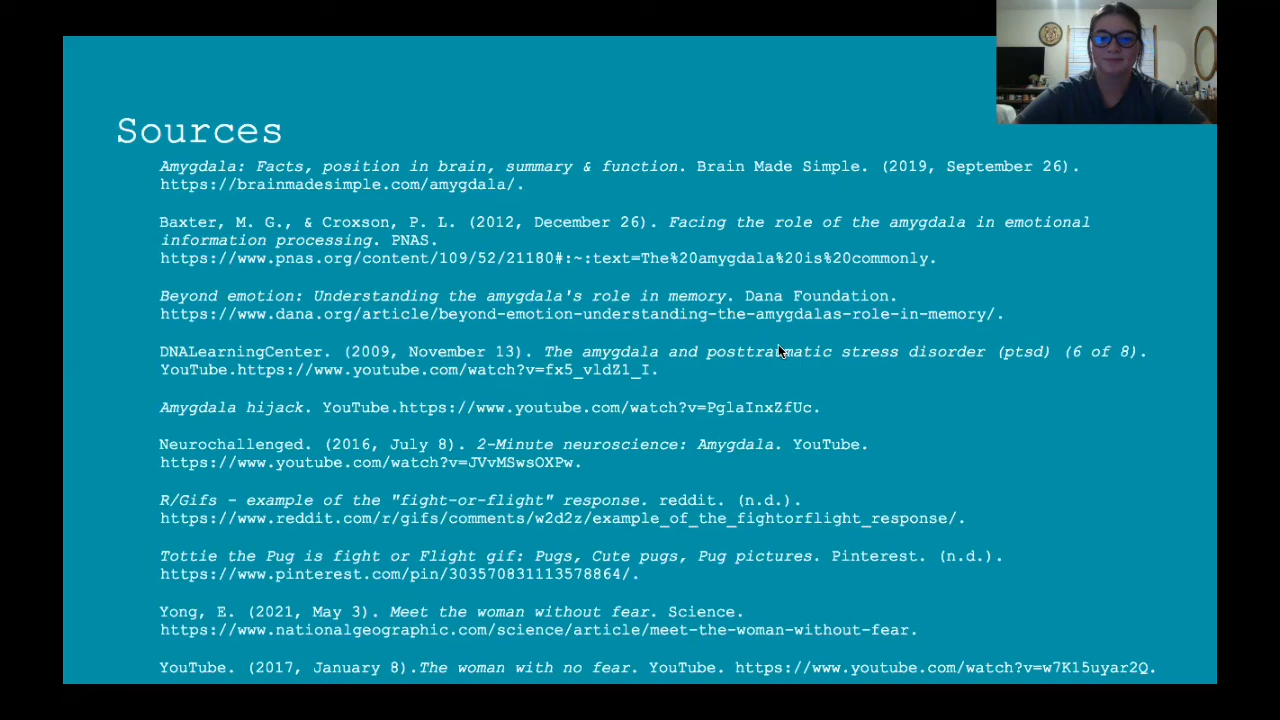 Sources
Amygdala: Facts, position in brain, summary & function. Brain Made Simple. (2019, September 26).
https://brainmadesimple.com/amygdala/.
Baxter, M. G., & Croxson, P. L. (2012, December 26). Facing the role of the amygdala in emotional
information processing. PNAS.
https://www.pnas.org/content/109/52/21180#:~:text=The%20amygdala%20is%20commonly.
Beyond emotion: Understanding the amygdala's role in memory. Dana Foundation.
https://www.dana.org/article/beyond-emotion-understanding-the-amygdalas-role-in-memory/.
DNALearningCenter. (2009, November 13). The amygdala and posttraumatic stress disorder (ptsd) (6 of 8).
YouTube.https://www.youtube.com/watch?v=fx5_vldZ1_I.
Amygdala hijack. YouTube.https://www.youtube.com/watch?v=PglaInxZfUc.
Neurochallenged. (2016, July 8). 2-Minute neuroscience: Amygdala. YouTube.
https://www.youtube.com/watch?v=JVvMSwsOXPw.
R/Gifs - example of the "fight-or-flight" response. reddit. (n.d.).
https://www.reddit.com/r/gifs/comments/w2d2z/example_of_the_fightorflight_response/.
Tottie the Pug is fight or Flight gif: Pugs, Cute pugs, Pug pictures. Pinterest. (n.d.).
https://www.pinterest.com/pin/303570831113578864/.
Yong, E. (2021, May 3). Meet the woman without fear. Science.
https://www.nationalgeographic.com/science/article/meet-the-woman-without-fear.
YouTube. (2017, January 8).The woman with no fear. YouTube. https://www.youtube.com/watch?v=w7K15uyar2Q.